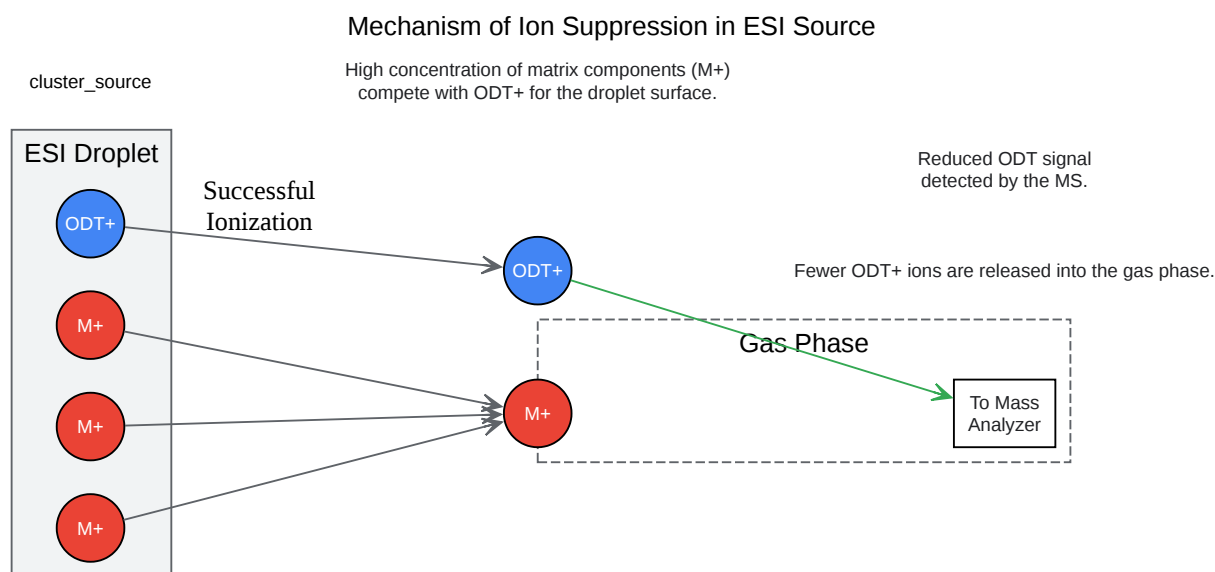 Mechanism of Ion Suppression in ESI Source
High concentration of matrix components (M+)
compete with ODT+ for the droplet surface.
cluster_source
ESI Droplet
Reduced ODT signal
detected by the MS.
Successful
Ionization
ODT+
ODT+
Fewer ODT+ ions are released into the gas phase.
M+
Gas Phase
M+
To Mass
Analyzer
M+
M+